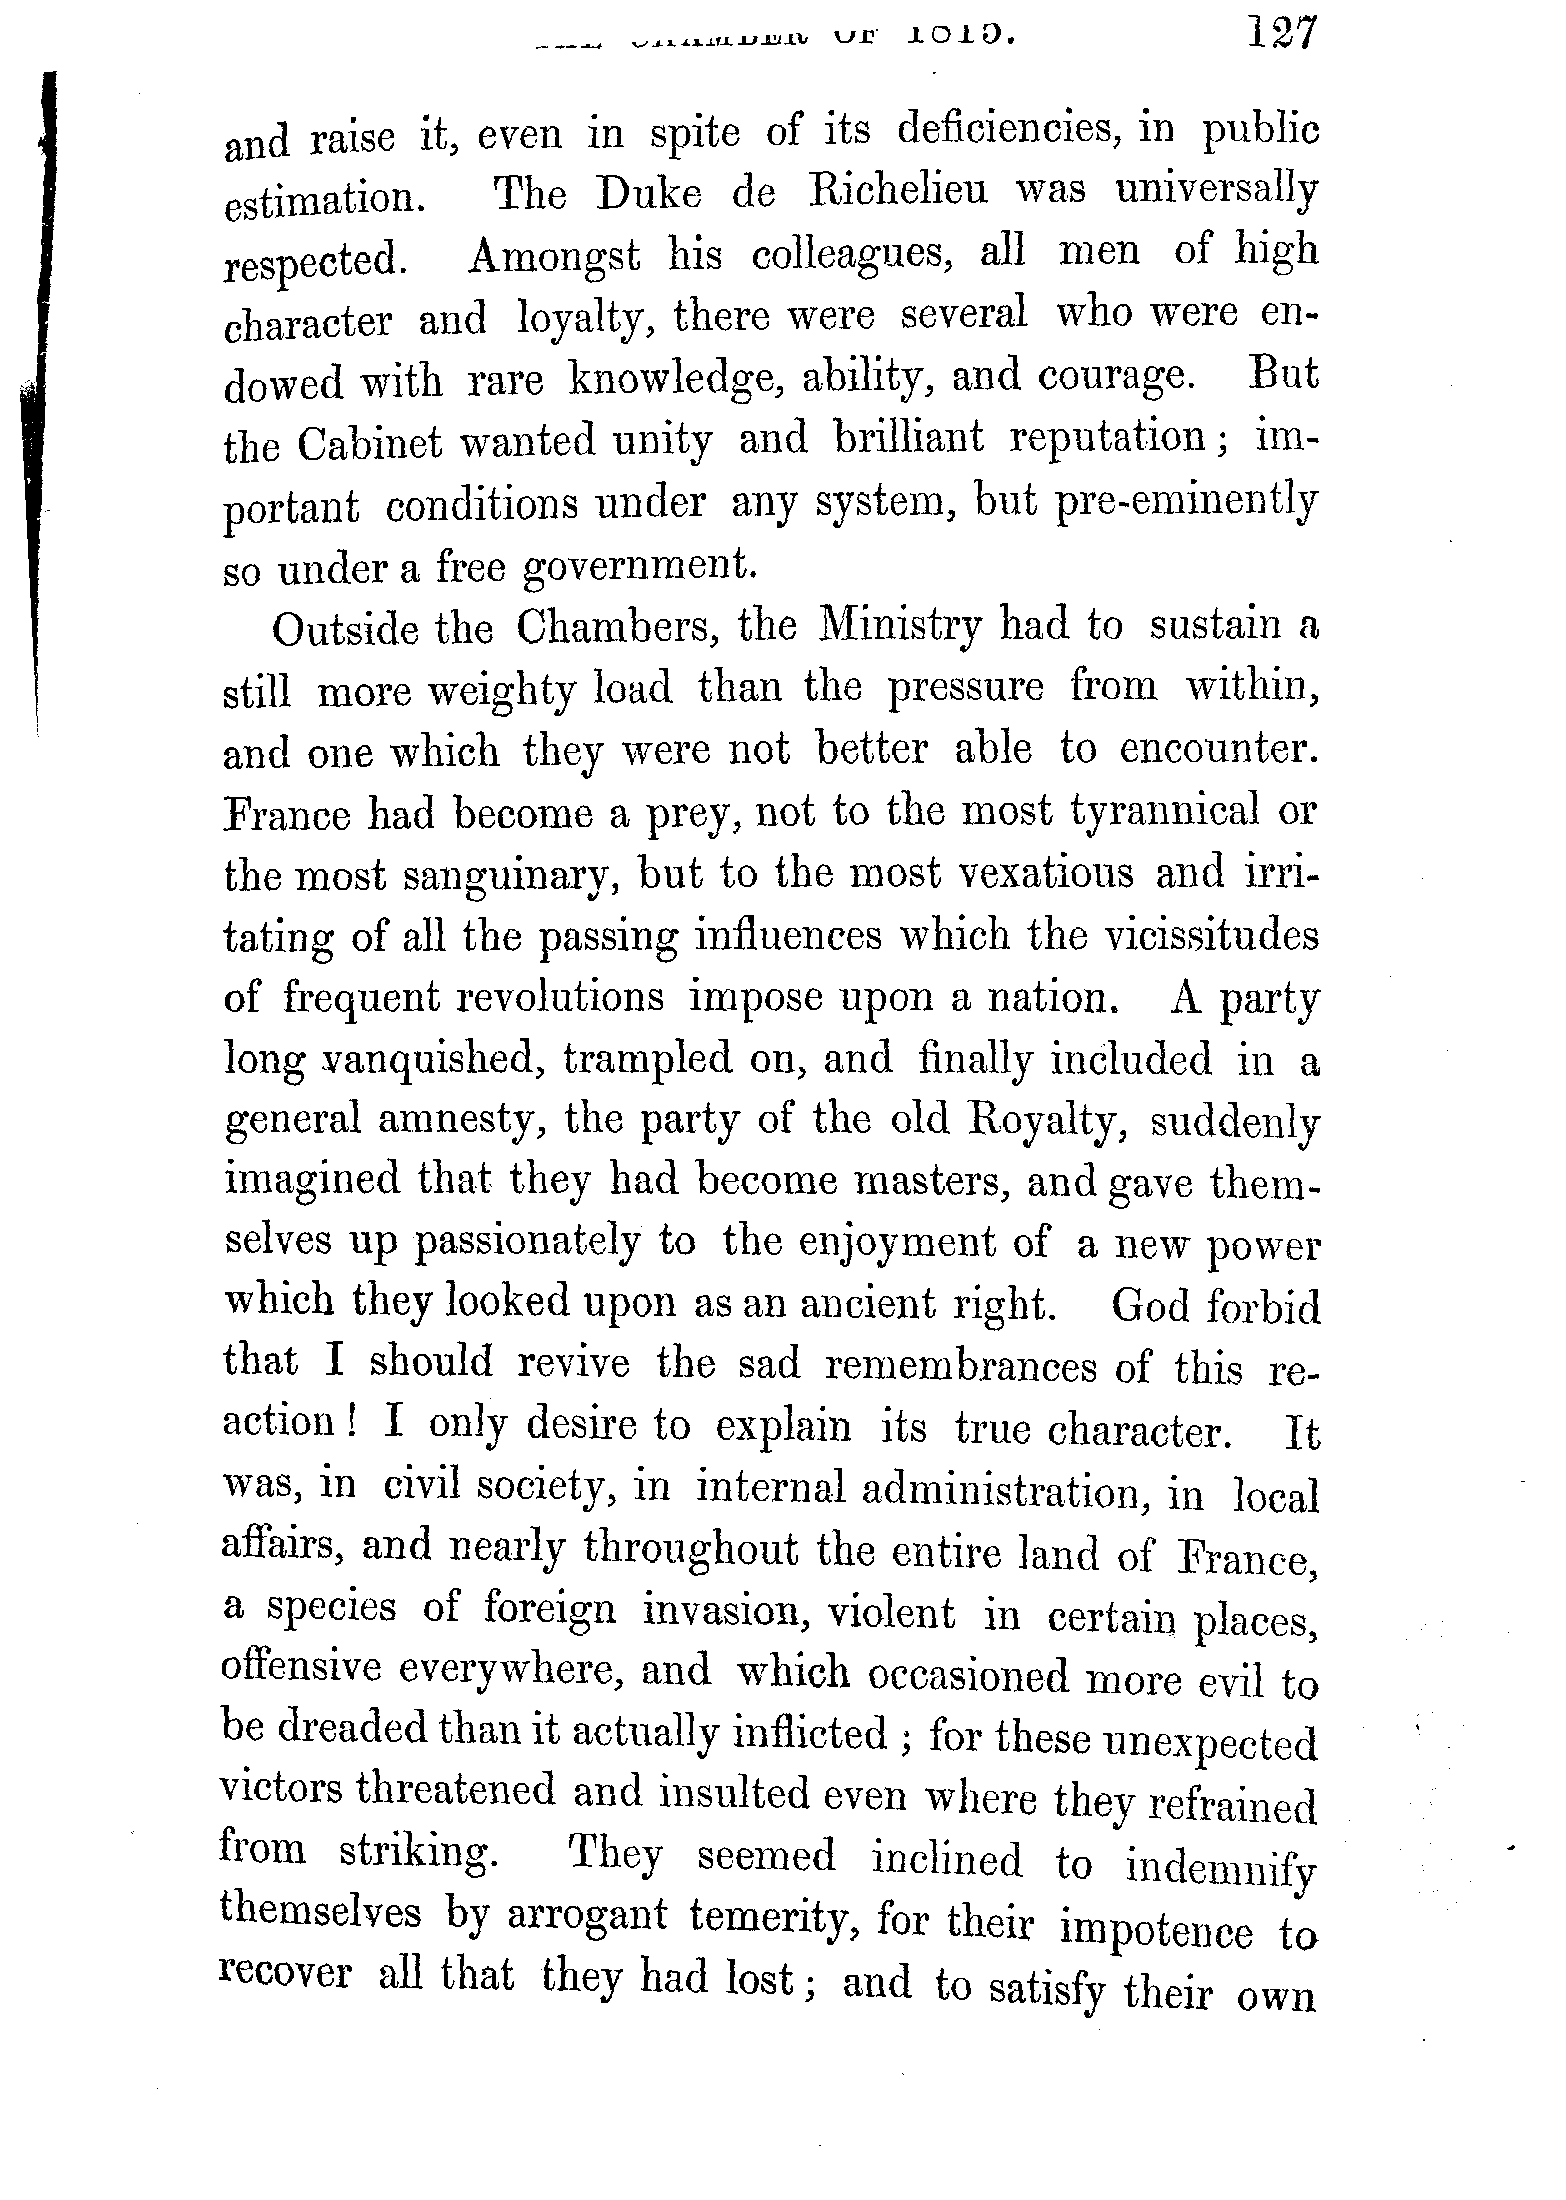 CHAMBER OF 1815. 127
and raise it, even in spite of its deficiencies, in public
estimation. The Duke de Richelieu was universally
respected. Amongst his colleagues, all men of high
character and loyalty, there were several who were en-
dowed with rare knowledge, ability, and courage. But
the Cabinet wanted unity and brilliant reputation; im-
portant conditions under any system, but pre-eminently
so under a free government.
Outside the Chambers, the Ministry had to sustain a
still more weighty load than the pressure from within,
and one which they were not better able to encounter.
France had become a prey, not to the most tyrannical or
the most sanguinary, but to the most vexatious and irri-
tating of all the passing influences which the vicissitudes
of frequent revolutions impose upon a nation. A party
long vanquished, trampled on, and finally included in a
general amnesty, the party of the old Royalty, suddenly
imagined that they had become masters, and gave them-
selves up passionately to the enjoyment of a new power
which they looked upon as an ancient right. God forbid
that I should revive the sad remembrances of this re-
action! I only desire to explain its true character. It
was, in civil society, in internal administration, in local
affairs, and nearly throughout the entire land of France,
a species of foreign invasion, violent in certain places,
offensive everywhere, and which occasioned more evil to
be dreaded than it actually inflicted; for these unexpected
victors threatened and insulted even where they refrained
from striking. They seemed inclined to indemnify
themselves by arrogant temerity, for their impotence to
recover all that they had lost; and to satisfy their own